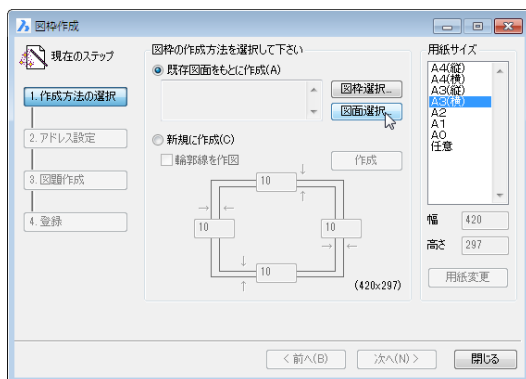 図枠作成
現在のステップ
1.作成方法の選択
2.アドレス設定
3.図題作成
4.登録
図枠の作成方法を選択して下さい
既存図面をもとに作成(A)
図枠選択...
図面選択...
新規に作成(C)
輪郭線を作図
作成
10
10
10
10
(420x297)
用紙サイズ
A4(縦)
A4(横)
A3(縦)
A3(横)
A2
A1
A0
任意
幅 420
高さ 297
用紙変更
< 前へ(B)
次へ(N) >
閉じる